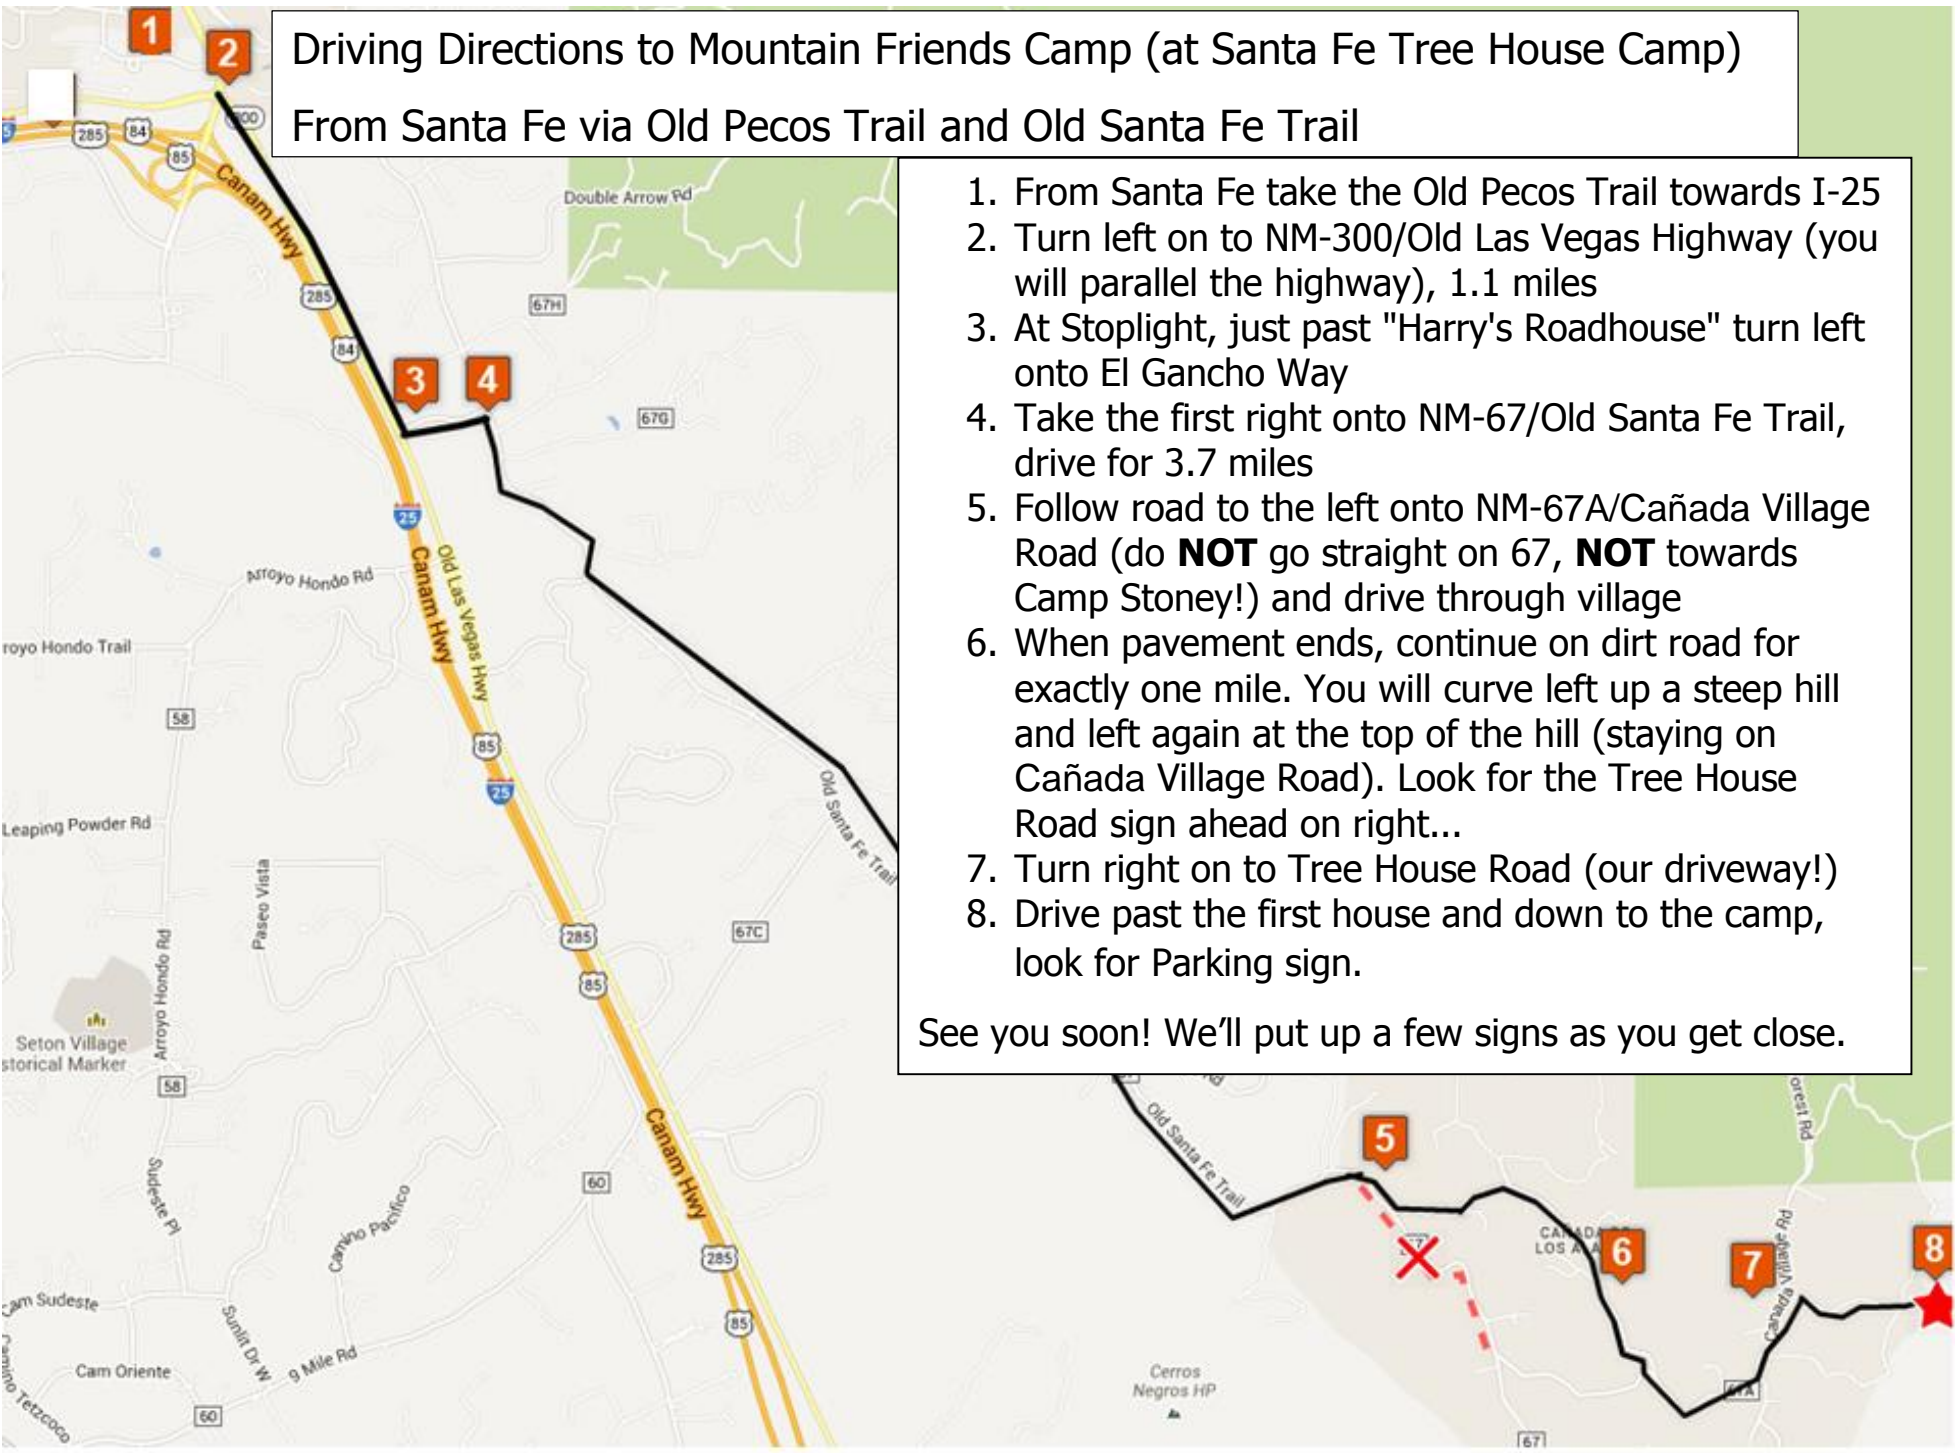 Driving Directions to Mountain Friends Camp (at Santa Fe Tree House Camp)
From Santa Fe via Old Pecos Trail and Old Santa Fe Trail
1. From Santa Fe take the Old Pecos Trail towards I-25
2. Turn left on to NM-300/Old Las Vegas Highway (you
will parallel the highway), 1.1 miles
3. At Stoplight, just past "Harry's Roadhouse" turn left
onto El Gancho Way
4. Take the first right onto NM-67/Old Santa Fe Trail,
drive for 3.7 miles
5. Follow road to the left onto NM-67A/Cañada Village
Road (do NOT go straight on 67, NOT towards
Camp Stoney!) and drive through village
6. When pavement ends, continue on dirt road for
exactly one mile. You will curve left up a steep hill
and left again at the top of the hill (staying on
Cañada Village Road). Look for the Tree House
Road sign ahead on right...
7. Turn right on to Tree House Road (our driveway!)
8. Drive past the first house and down to the camp,
look for Parking sign.
See you soon! We’ll put up a few signs as you get close.
1
2
285
84
85
Canam Hwy
Double Arrow Rd
285
67H
84
3
4
67G
25
Canam Hwy
Old Las Vegas Hwy
Arroyo Hondo Rd
royo Hondo Trail
58
85
25
Old Santa Fe Trail
Leaping Powder Rd
Paseo Vista
285
67C
Arroyo Hondo Rd
85
Seton Village
storical Marker
58
Canam Hwy
Old Santa Fe Trail
5
orest Rd
60
Sudeste Pl
Camino Pacifico
285
6
7
8
Canada Village Rd
Cam Sudeste
85
Sunlit Dr W
9 Mile Rd
Cam Oriente
Camino Tetzcoco
60
Cerros
Negros HP
67A
67